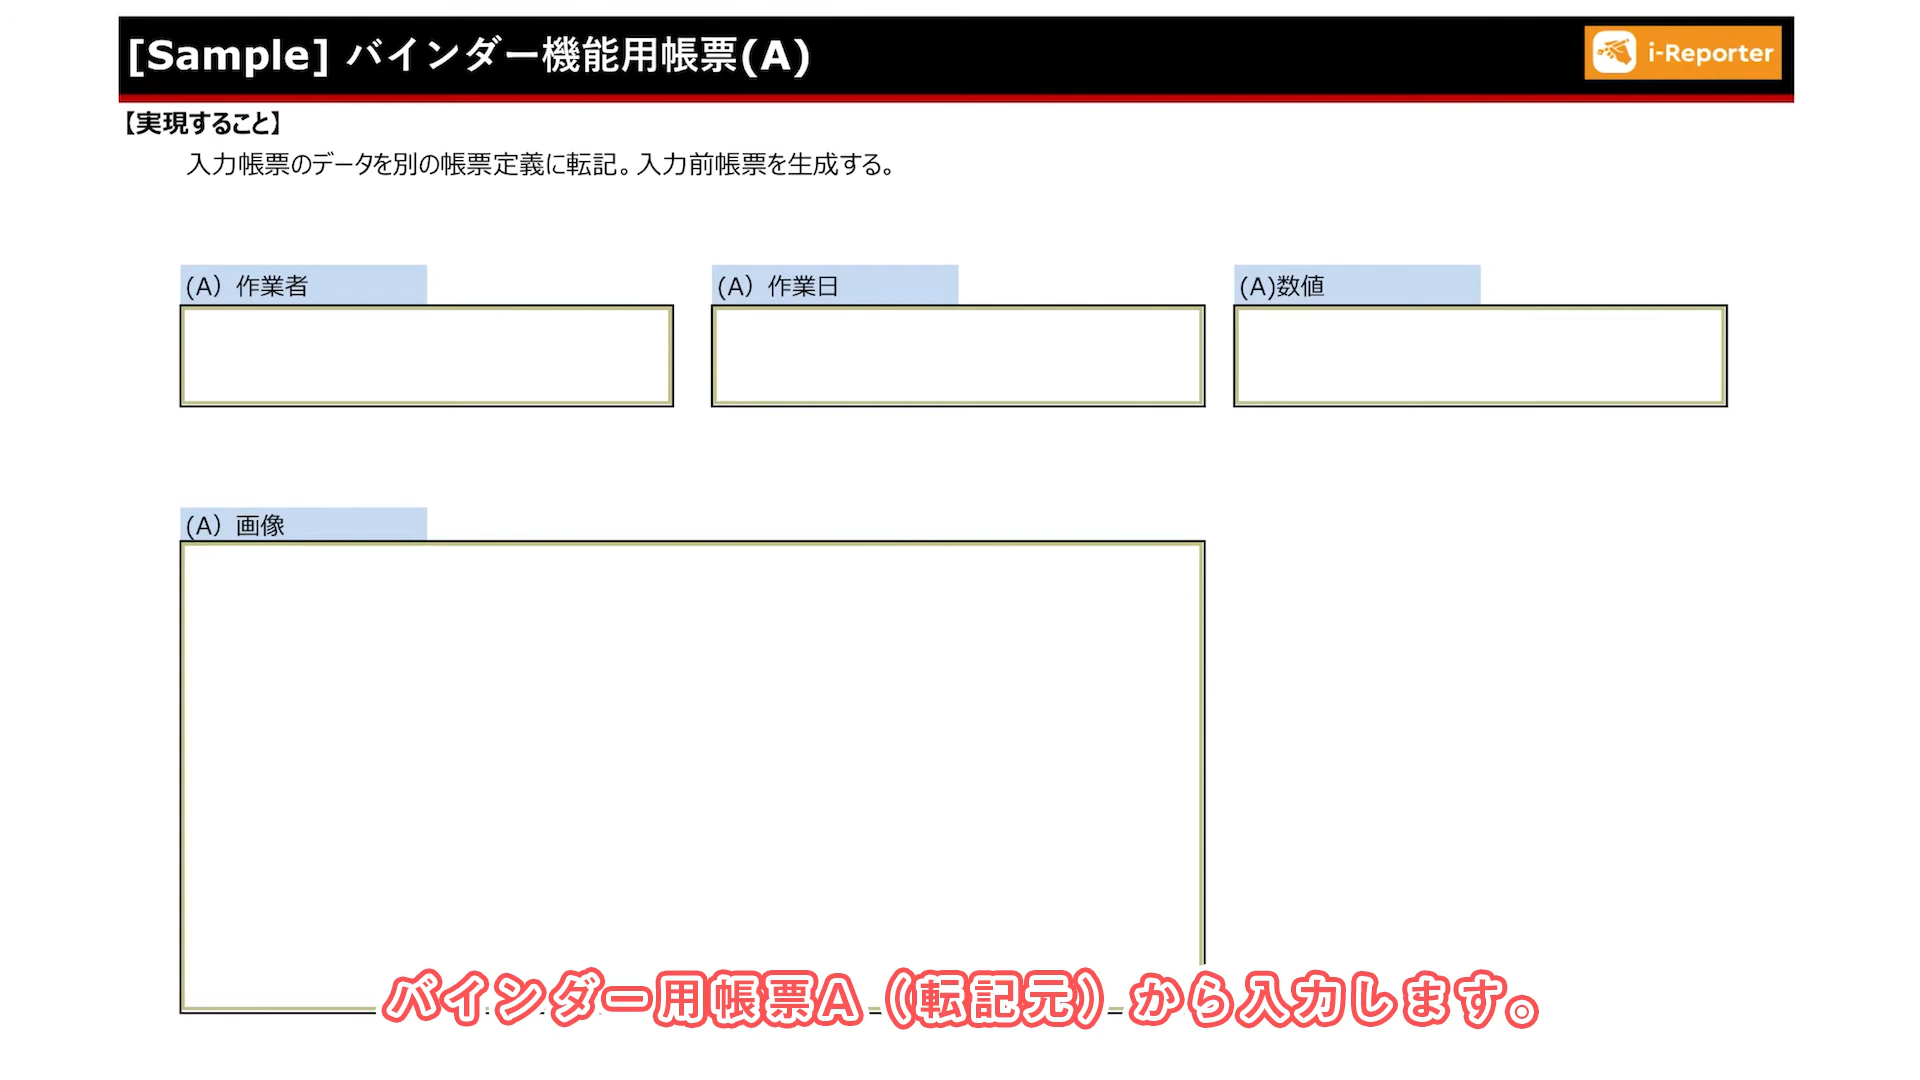 [Sample] バインダー機能用帳票(A)
i-Reporter
【実現すること】
入力帳票のデータを別の帳票定義に転記。入力前帳票を生成する。
(A）作業者
(A）作業日
(A)数値
(A）画像
バインダー用帳票A（転記元）から入力します。